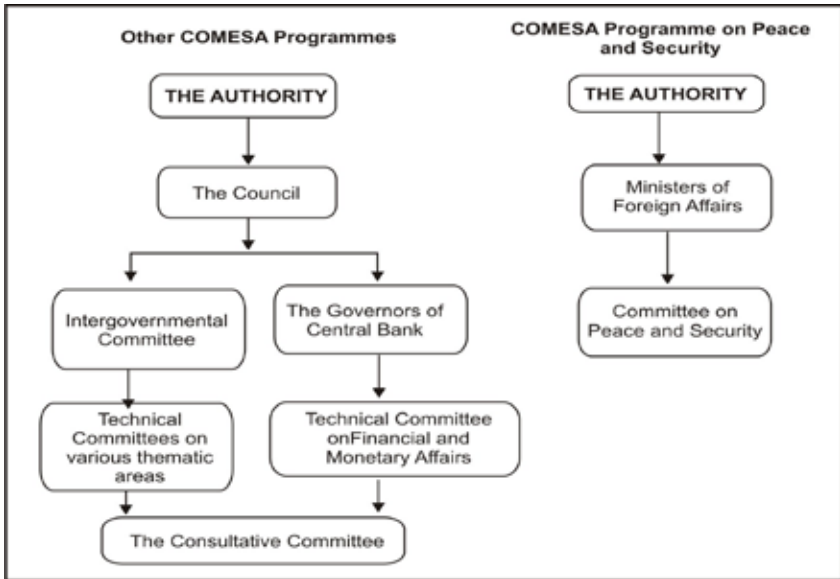 Other COMESA Programmes
THE AUTHORITY
The Council
Intergovernmental
Committee
The Governors of
Central Bank
Technical
Committees on
various thematic
areas
Technical Committee
onFinancial and
Monetary Affairs
The Consultative Committee
COMESA Programme on Peace
and Security
THE AUTHORITY
Ministers of
Foreign Affairs
Committee on
Peace and Security